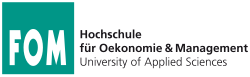 FOM
Hochschule
für Oekonomie & Management
University of Applied Sciences